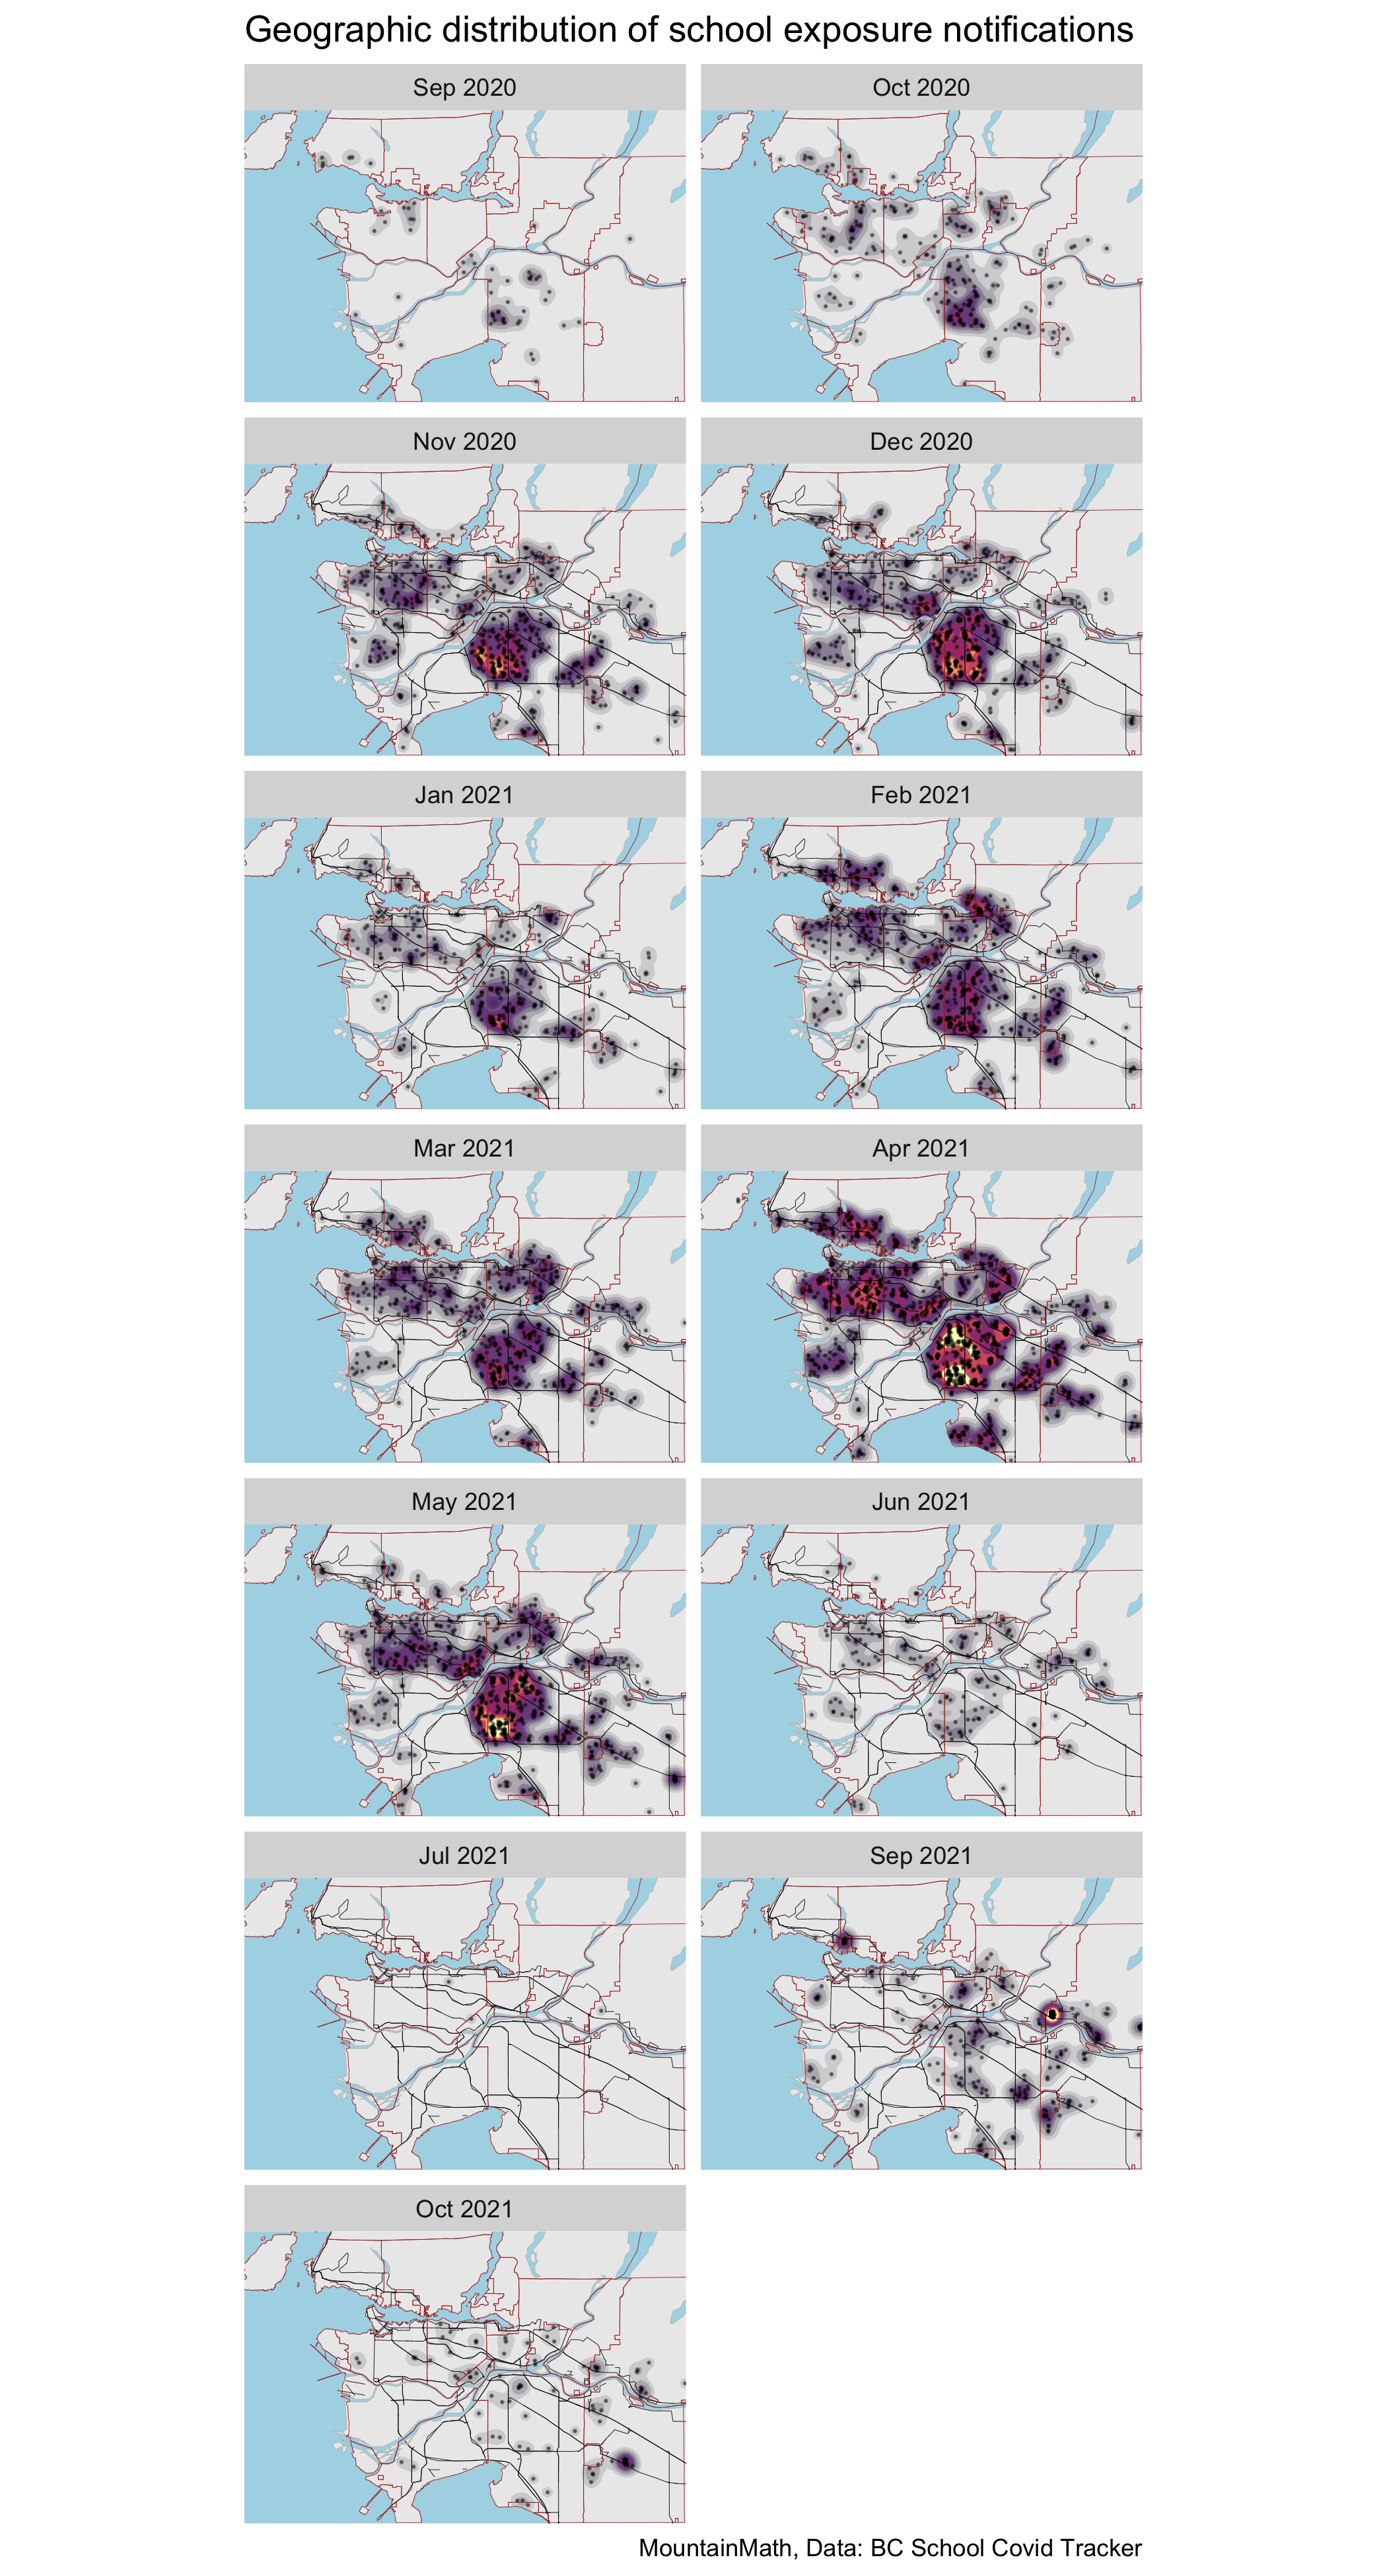 Geographic distribution of school exposure notifications
Sep 2020
Oct 2020
Nov 2020
Dec 2020
Jan 2021
Feb 2021
Mar 2021
Apr 2021
May 2021
Jun 2021
Jul 2021
Sep 2021
Oct 2021
MountainMath, Data: BC School Covid Tracker